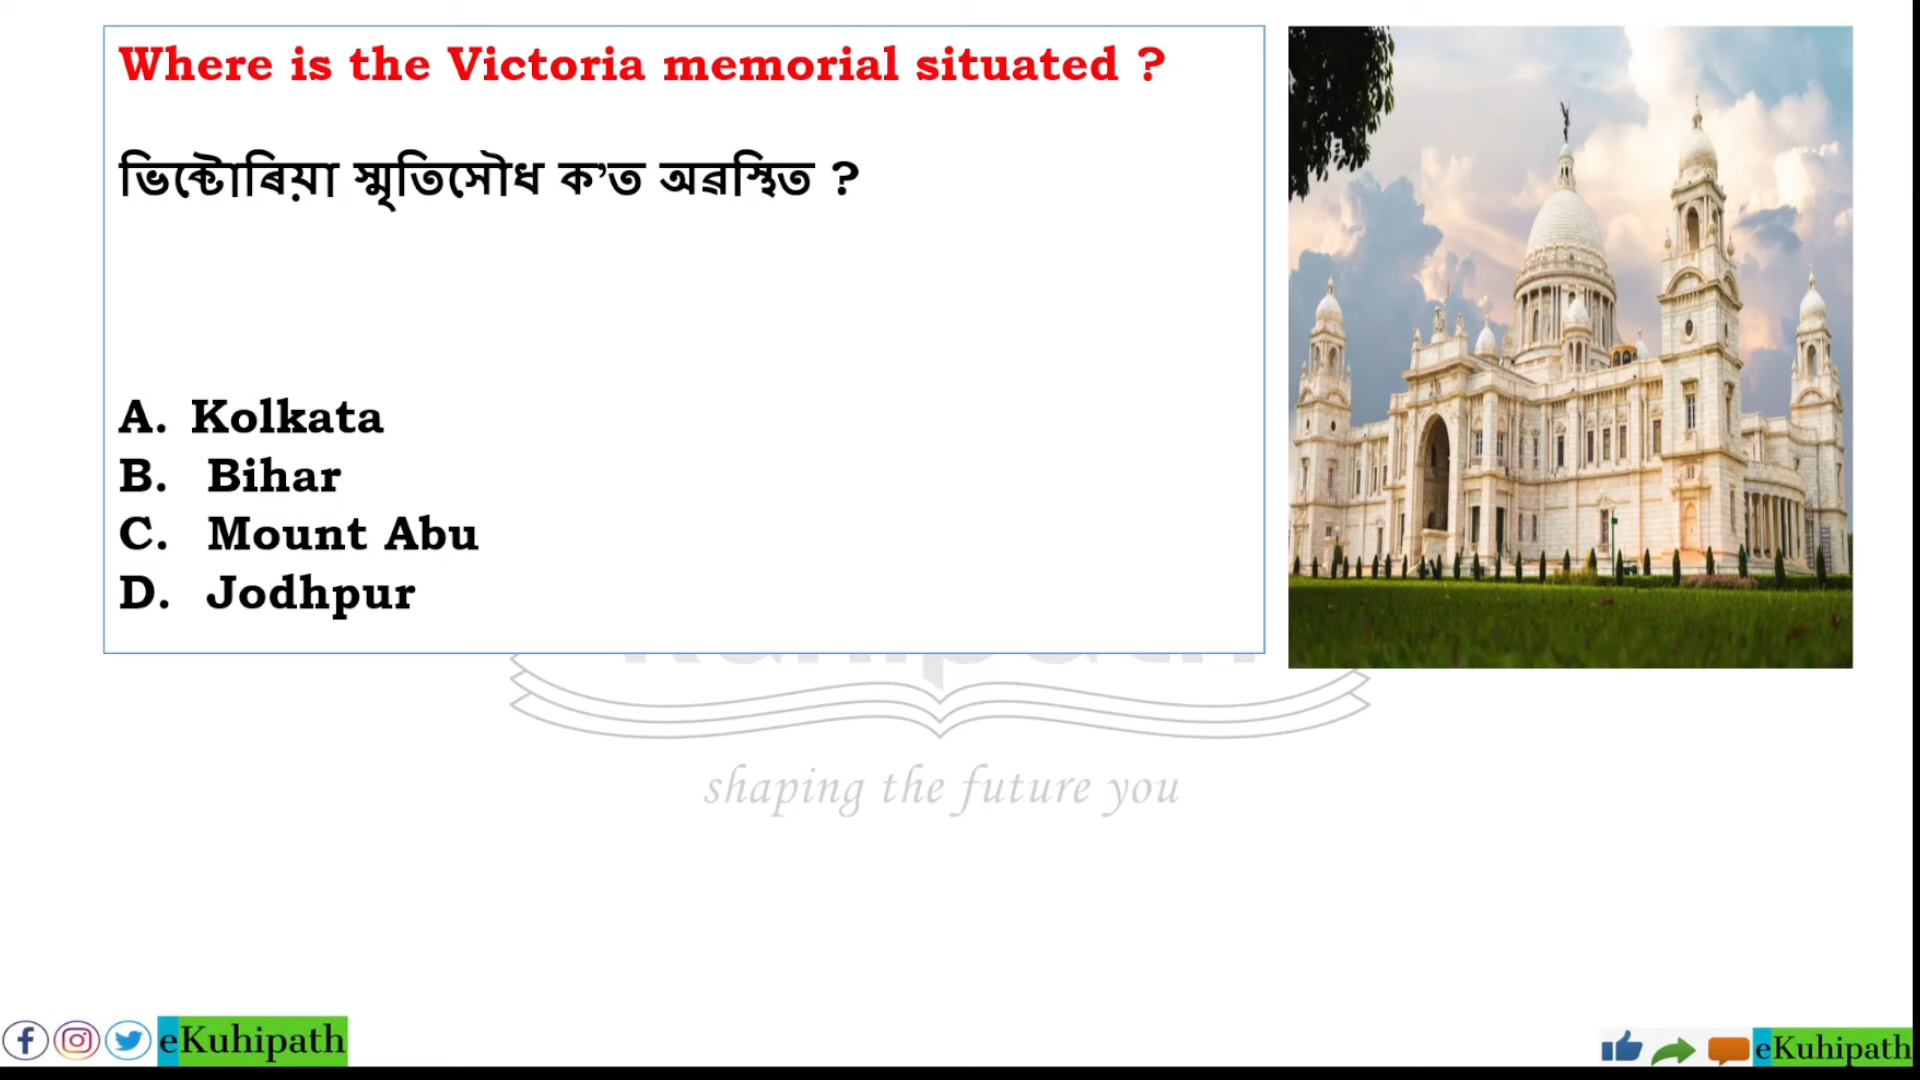 Where is the Victoria memorial situated ?
ভিক্টোৰিয়া স্মৃতিসৌধ ক’ত অৱস্থিত ?
A. Kolkata
B. Bihar
C. Mount Abu
D. Jodhpur
shaping the future you
eKuhipath
eKuhipath